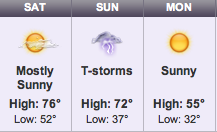 SAT SUN MON
Mostly Sunny T-storms Sunny
High: 76° High: 72° High: 55°
Low: 52° Low: 37° Low: 32°